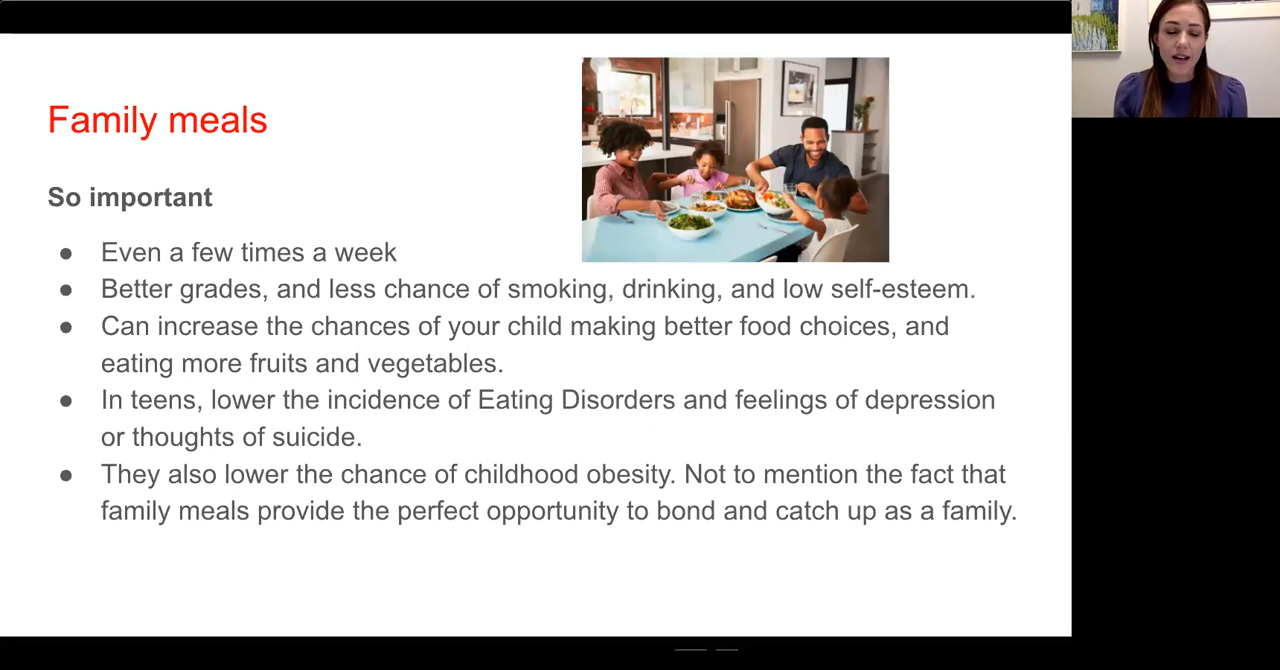 Family meals
So important
● Even a few times a week
● Better grades, and less chance of smoking, drinking, and low self-esteem.
● Can increase the chances of your child making better food choices, and
eating more fruits and vegetables.
● In teens, lower the incidence of Eating Disorders and feelings of depression
or thoughts of suicide.
● They also lower the chance of childhood obesity. Not to mention the fact that
family meals provide the perfect opportunity to bond and catch up as a family.